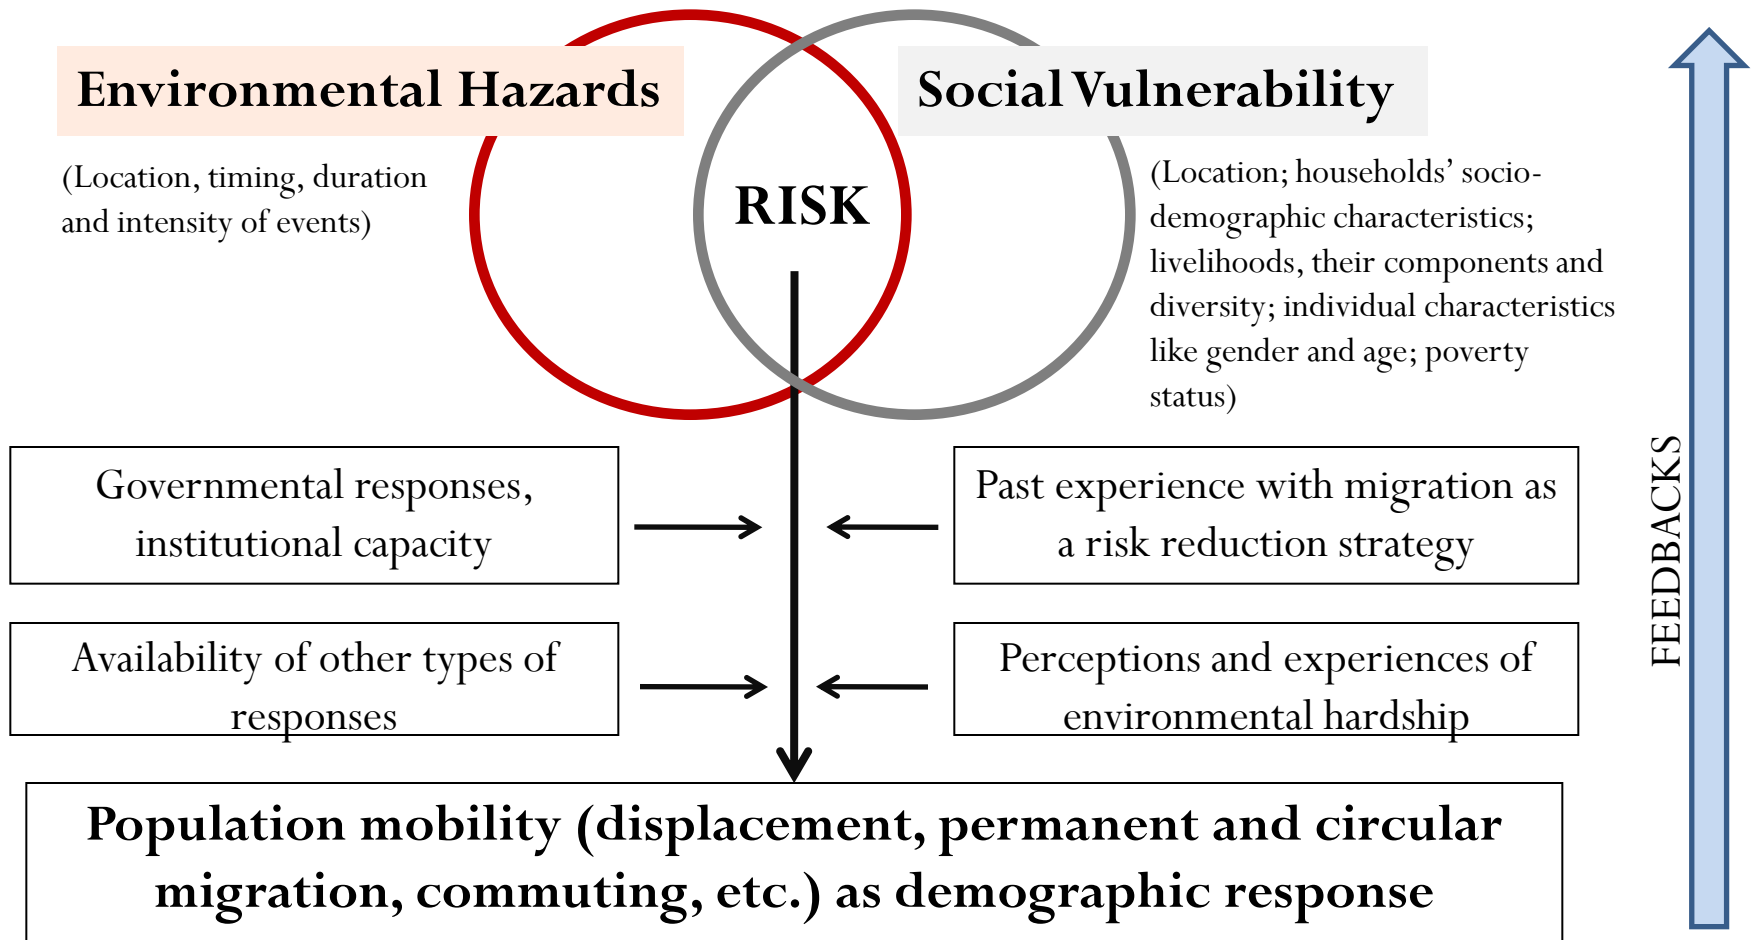 Environmental Hazards
Social Vulnerability
(Location, timing, duration
and intensity of events)
RISK
(Location; households’ socio-
demographic characteristics;
livelihoods, their components and
diversity; individual characteristics
like gender and age; poverty
status)
Governmental responses,
institutional capacity
Past experience with migration as
a risk reduction strategy
Availability of other types of
responses
Perceptions and experiences of
environmental hardship
FEEDBACKS
Population mobility (displacement, permanent and circular
migration, commuting, etc.) as demographic response